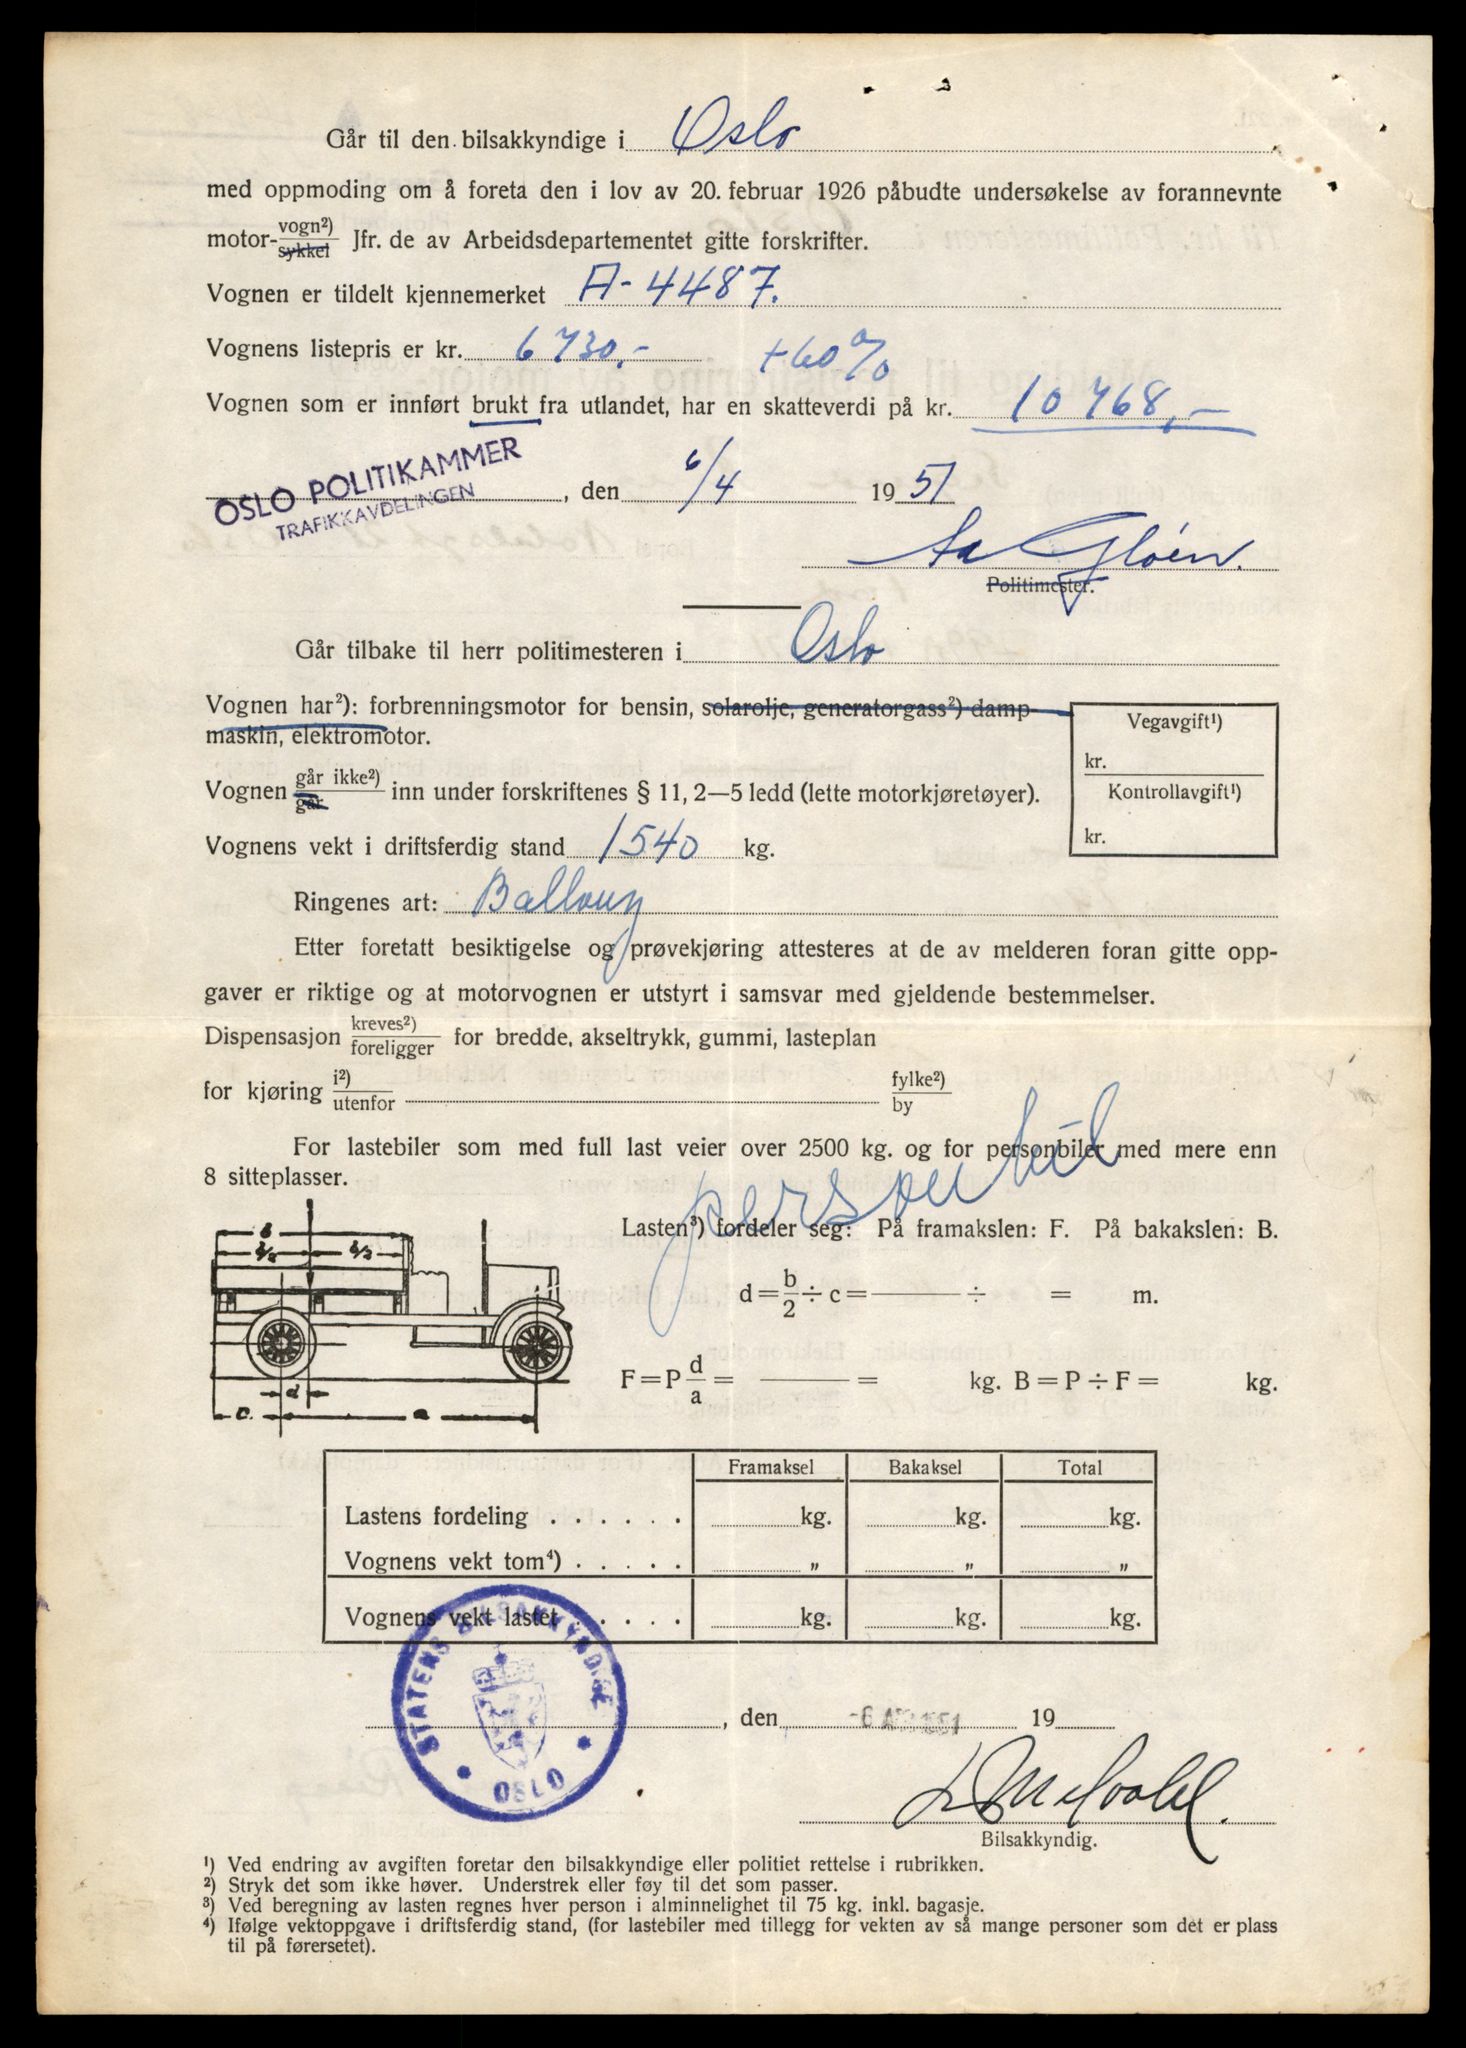 Går til den bilsakkyndige i Oslo
med oppmoding om å foreta den i lov av 20. februar 1926 påbudte undersøkelse av forannevnte
motor- vogn²) / sykkel Jfr. de av Arbeidsdepartementet gitte forskrifter.
Vognen er tildelt kjennemerket A-4487.
Vognens listepris er kr. 6730,- +60%
Vognen som er innført brukt fra utlandet, har en skatteverdi på kr. 10768,-
OSLO POLITIKAMMER
TRAFIKKAVDELINGEN
, den 6/4 1951
Aa Gløen.
Politimester.
Går tilbake til herr politimesteren i Oslo
Vognen har²): forbrenningsmotor for bensin, solarolje, generatorgass²) damp-
maskin, elektromotor.
Vegavgift¹)
kr.
Kontrollavgift¹)
kr.
Vognen går ikke²) / går inn under forskriftenes § 11, 2—5 ledd (lette motorkjøretøyer).
Vognens vekt i driftsferdig stand 1540 kg.
Ringenes art: Ballong
Etter foretatt besiktigelse og prøvekjøring attesteres at de av melderen foran gitte opp-
gaver er riktige og at motorvognen er utstyrt i samsvar med gjeldende bestemmelser.
Dispensasjon kreves²) / foreligger for bredde, akseltrykk, gummi, lasteplan
for kjøring i²) / utenfor fylke²) / by
For lastebiler som med full last veier over 2500 kg. og for personbiler med mere enn
8 sitteplasser.
personbil
Lasten³) fordeler seg: På framakslen: F. På bakakslen: B.
b
b/2 b/2
d = b/2 ÷ c = —— ÷ = m.
F = P d/a = —— = kg. B = P ÷ F = kg.
d
c a
Framaksel Bakaksel Total
Lastens fordeling . . . . . . kg. kg. kg.
Vognens vekt tom⁴) . . . . . „ „ „
Vognens vekt lastet . . . . . kg. kg. kg.
STATENS BILSAKKYNDIGE
OSLO
, den -6 APR 1951 19
Bilsakkyndig.
¹) Ved endring av avgiften foretar den bilsakkyndige eller politiet rettelse i rubrikken.
²) Stryk det som ikke høver. Understrek eller føy til det som passer.
³) Ved beregning av lasten regnes hver person i alminnelighet til 75 kg. inkl. bagasje.
⁴) Ifølge vektoppgave i driftsferdig stand, (for lastebiler med tillegg for vekten av så mange personer som det er plass
til på førersetet).